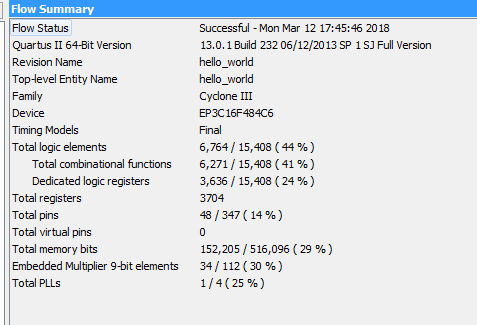 Flow Summary
Flow Status Successful - Mon Mar 12 17:45:46 2018
Quartus II 64-Bit Version 13.0.1 Build 232 06/12/2013 SP 1 SJ Full Version
Revision Name hello_world
Top-level Entity Name hello_world
Family Cyclone III
Device EP3C16F484C6
Timing Models Final
Total logic elements 6,764 / 15,408 ( 44 % )
Total combinational functions 6,271 / 15,408 ( 41 % )
Dedicated logic registers 3,636 / 15,408 ( 24 % )
Total registers 3704
Total pins 48 / 347 ( 14 % )
Total virtual pins 0
Total memory bits 152,205 / 516,096 ( 29 % )
Embedded Multiplier 9-bit elements 34 / 112 ( 30 % )
Total PLLs 1 / 4 ( 25 % )